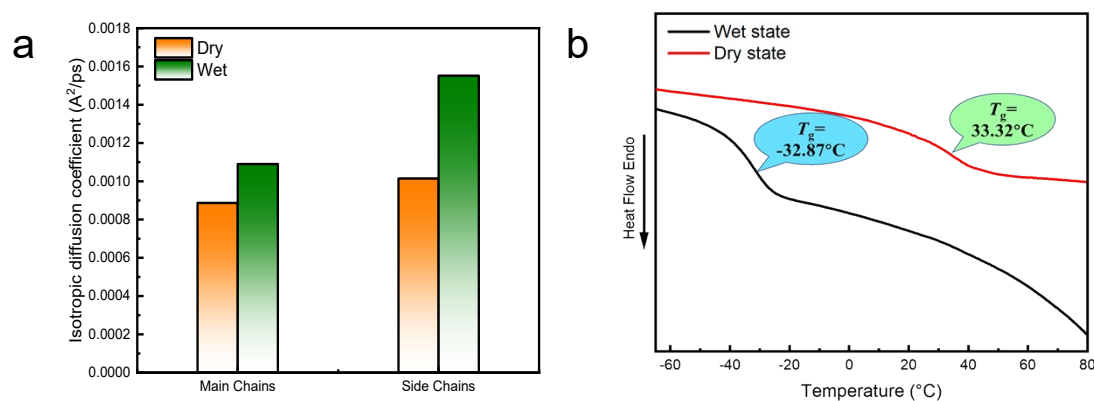 a
Isotropic diffusion coefficient (A²/ps)
0.0018
0.0016
0.0014
0.0012
0.0010
0.0008
0.0006
0.0004
0.0002
0.0000
Dry
Wet
Main Chains
Side Chains
b
Heat Flow Endo
Wet state
Dry state
Tg=
-32.87°C
Tg=
33.32°C
-60 -40 -20 0 20 40 60 80
Temperature (°C)